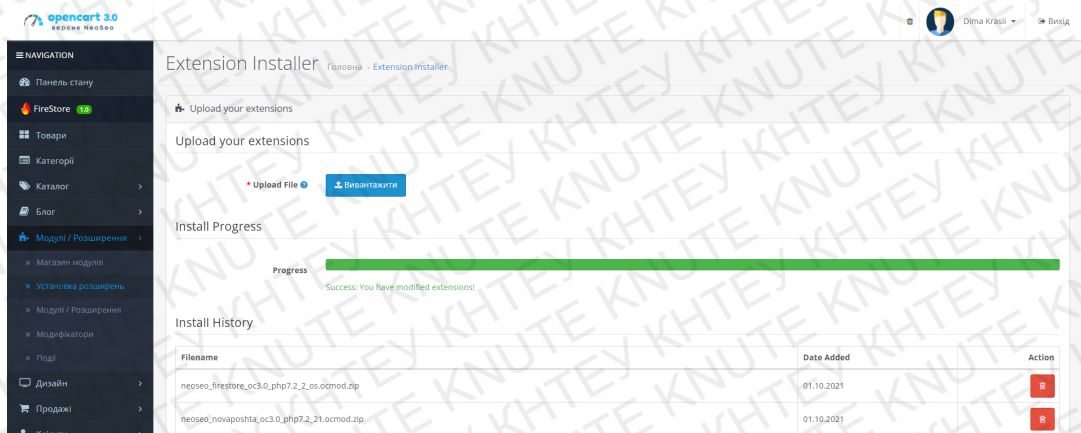 opencart 3.0
версия NeoSeo
Dima Krasii
Вихід
NAVIGATION
Extension Installer
Головна › Extension Installer
Панель стану
Upload your extensions
FireStore 1.0
Товари
Upload your extensions
Категорії
Каталог
* Upload File
Вивантажити
Блог
Install Progress
Модулі / Розширення
» Магазин модулів
Progress
» Установка розширень
Success: You have modified extensions!
» Модулі / Розширення
Install History
» Модифікатори
» Події
Filename
Date Added
Action
Дизайн
neoseo_firestore_oc3.0_php7.2_2_os.ocmod.zip
01.10.2021
Продажі
neoseo_novaposhta_oc3.0_php7.2_21.ocmod.zip
01.10.2021
KNUTE KHTEY